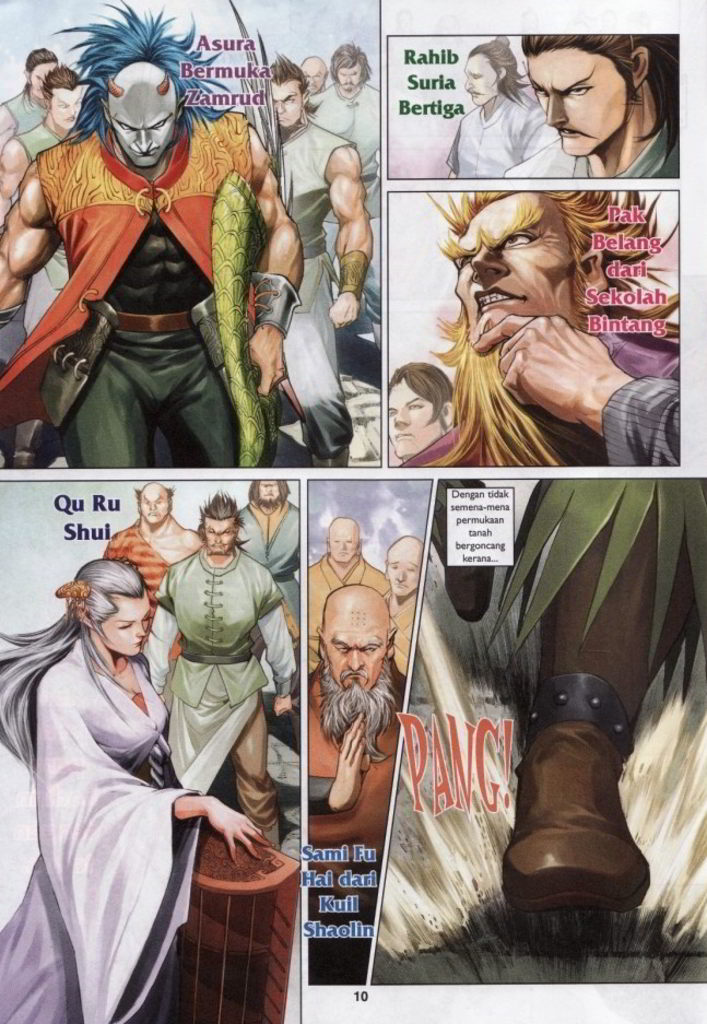 Asura
Bermuka
Zamrud
Rahib
Suria
Bertiga
Pak
Belang
dari
Sekolah
Bintang
Qu Ru
Shui
Sami Fu
Hai dari
Kuil
Shaolin
Dengan tidak
semena-mena
permukaan
tanah
bergoncang
kerana...
PANG!
10